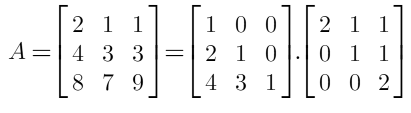 A = [ 2 1 1 ; 4 3 3 ; 8 7 9 ] = [ 1 0 0 ; 2 1 0 ; 4 3 1 ] . [ 2 1 1 ; 0 1 1 ; 0 0 2 ]